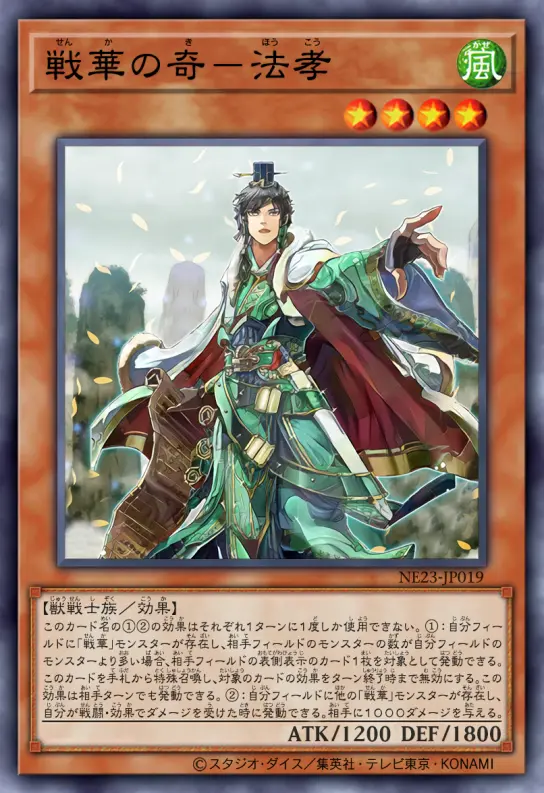 戦華の奇－法孝
風
NE23-JP019
【獣戦士族／効果】
このカード名の①②の効果はそれぞれ1ターンに1度しか使用できない。①：自分フィー
ルドに「戦華」モンスターが存在し、相手フィールドのモンスターの数が自分フィールドの
モンスターより多い場合、相手フィールドの表側表示のカード1枚を対象として発動できる。
このカードを手札から特殊召喚し、対象のカードの効果をターン終了時まで無効にする。この
効果は相手ターンでも発動できる。②：自分フィールドに他の「戦華」モンスターが存在し、
自分が戦闘・効果でダメージを受けた時に発動できる。相手に1000ダメージを与える。
ATK/1200 DEF/1800
©スタジオ・ダイス／集英社・テレビ東京・KONAMI